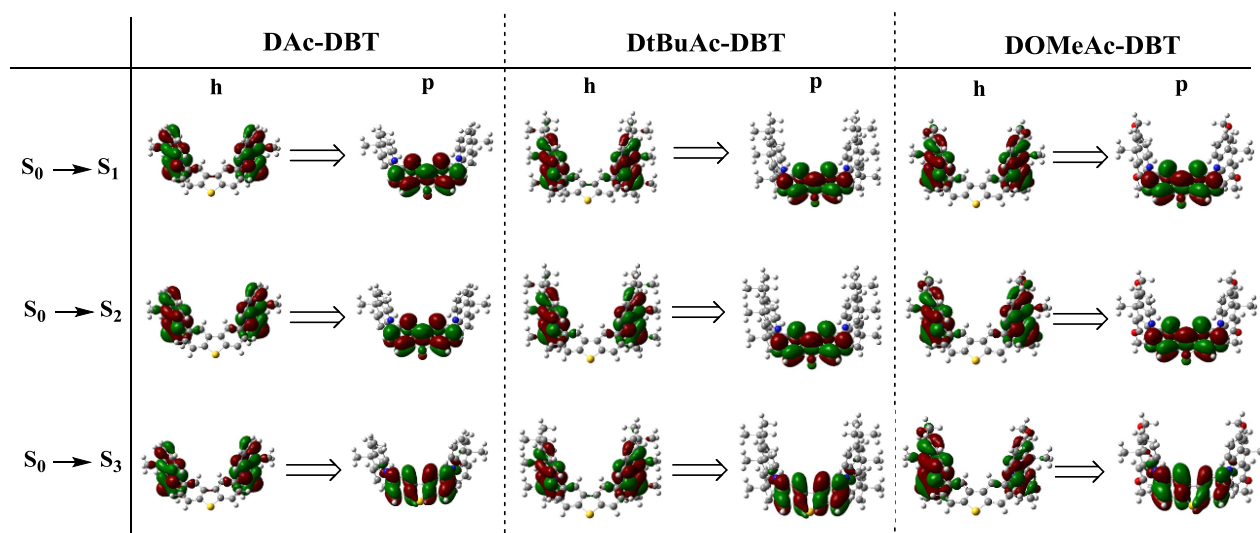 DAc-DBT DtBuAc-DBT DOMeAc-DBT
h p h p h p
S₀ → S₁
S₀ → S₂
S₀ → S₃